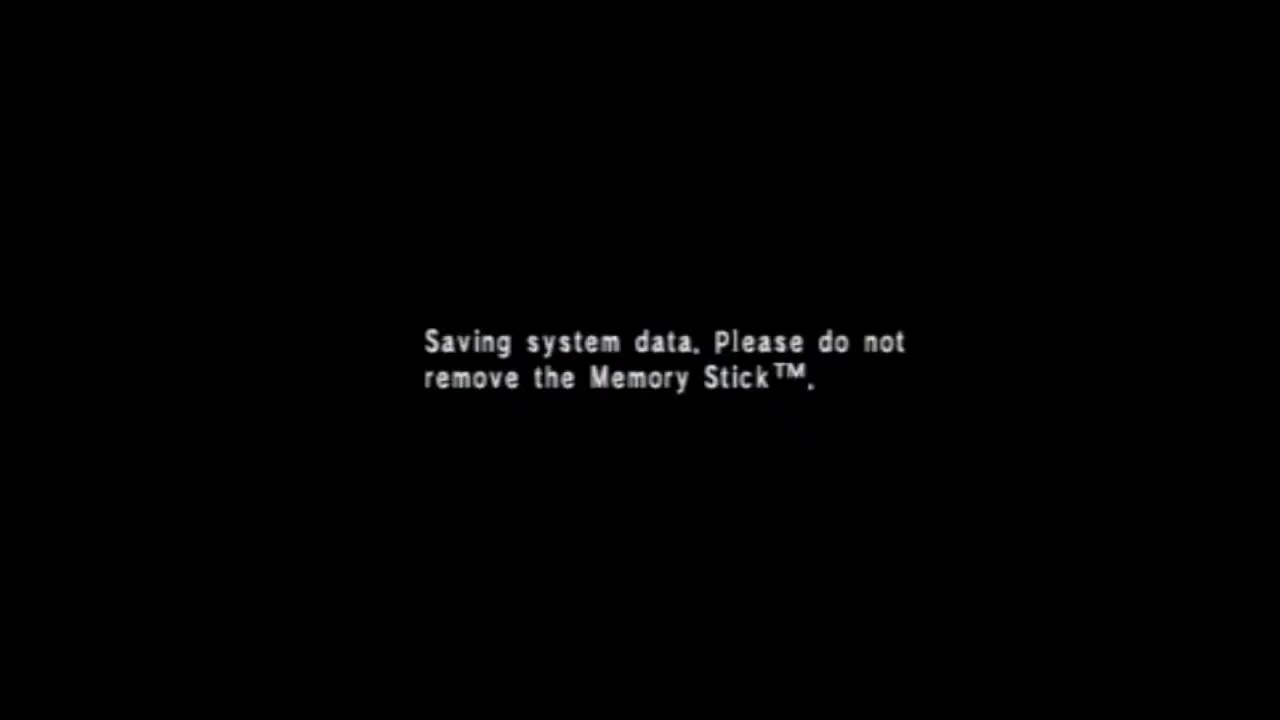 Saving system data. Please do not
remove the Memory Stick™.